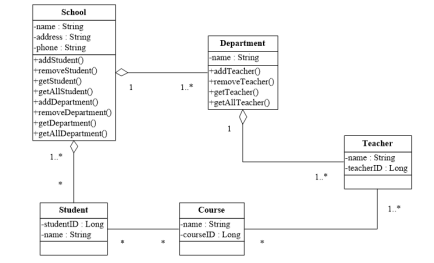 School
-name : String
-address : String
-phone : String
+addStudent()
+removeStudent()
+getStudent()
+getAllStudent()
+addDepartment()
+removeDepartment()
+getDepartment()
+getAllDepartment()
1
1..*
Department
-name : String
+addTeacher()
+removeTeacher()
+getTeacher()
+getAllTeacher()
1
1..*
Teacher
-name : String
-teacherID : Long
1..*
1..*
*
Student
-studentID : Long
-name : String
*
*
Course
-name : String
-courseID : Long
*